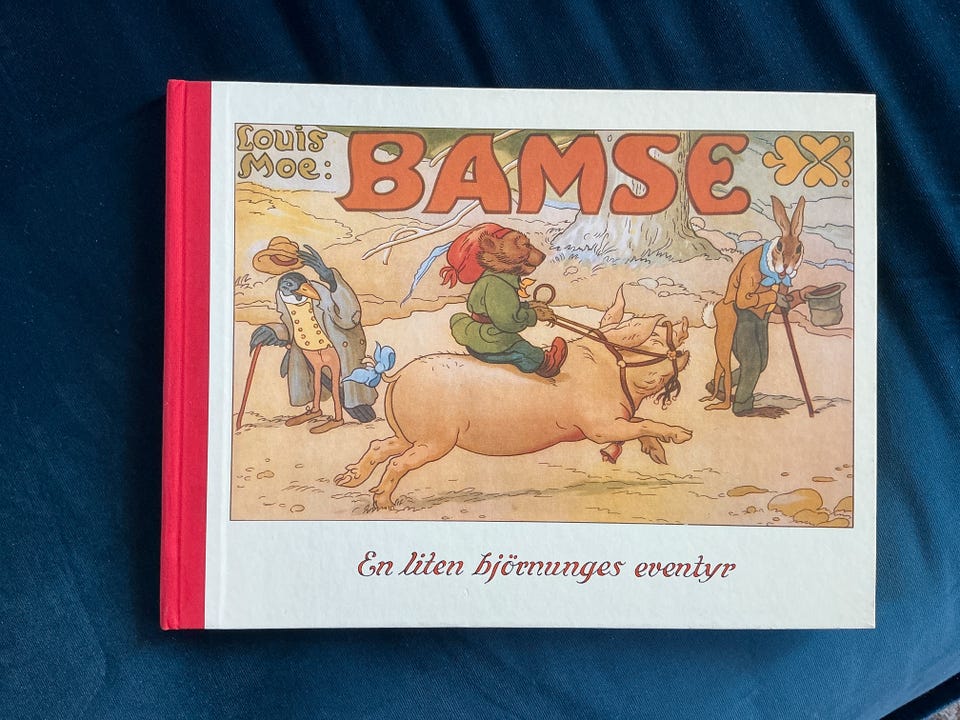 Louis
Moe:
BAMSE
En liten björnunges eventyr